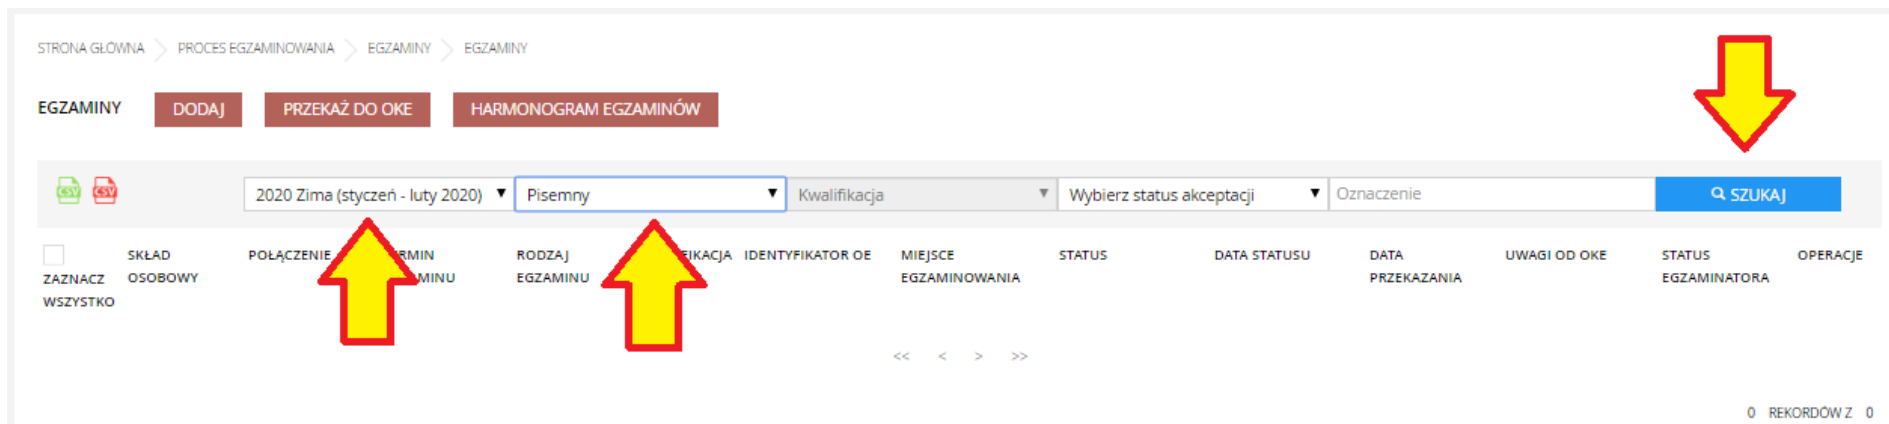 STRONA GŁÓWNA PROCES EGZAMINOWANIA EGZAMINY EGZAMINY
EGZAMINY DODAJ PRZEKAŻ DO OKE HARMONOGRAM EGZAMINÓW
CSV CSV 2020 Zima (styczeń - luty 2020) Pisemny Kwalifikacja Wybierz status akceptacji Oznaczenie SZUKAJ
SKŁAD POŁĄCZENIE RODZAJ IDENTYFIKATOR OE MIEJSCE STATUS DATA STATUSU DATA UWAGI OD OKE STATUS OPERACJE
ZAZNACZ OSOBOWY EGZAMINU EGZAMINOWANIA PRZEKAZANIA EGZAMINATORA
WSZYSTKO
<< < > >>
0 REKORDÓW Z 0